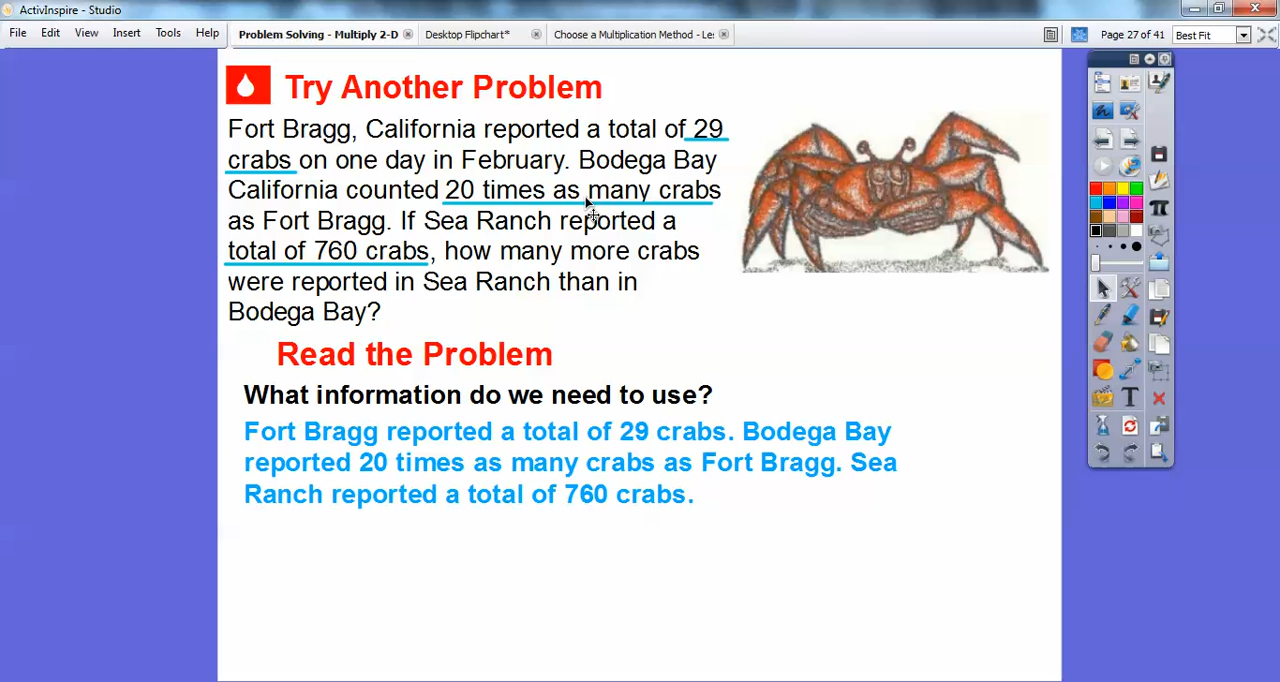 ActivInspire - Studio
File Edit View Insert Tools Help
Problem Solving - Multiply 2-D
Desktop Flipchart*
Choose a Multiplication Method - Le
Page 27 of 41
Best Fit
Try Another Problem
Fort Bragg, California reported a total of 29
crabs on one day in February. Bodega Bay
California counted 20 times as many crabs
as Fort Bragg. If Sea Ranch reported a
total of 760 crabs, how many more crabs
were reported in Sea Ranch than in
Bodega Bay?
Read the Problem
What information do we need to use?
Fort Bragg reported a total of 29 crabs. Bodega Bay
reported 20 times as many crabs as Fort Bragg. Sea
Ranch reported a total of 760 crabs.